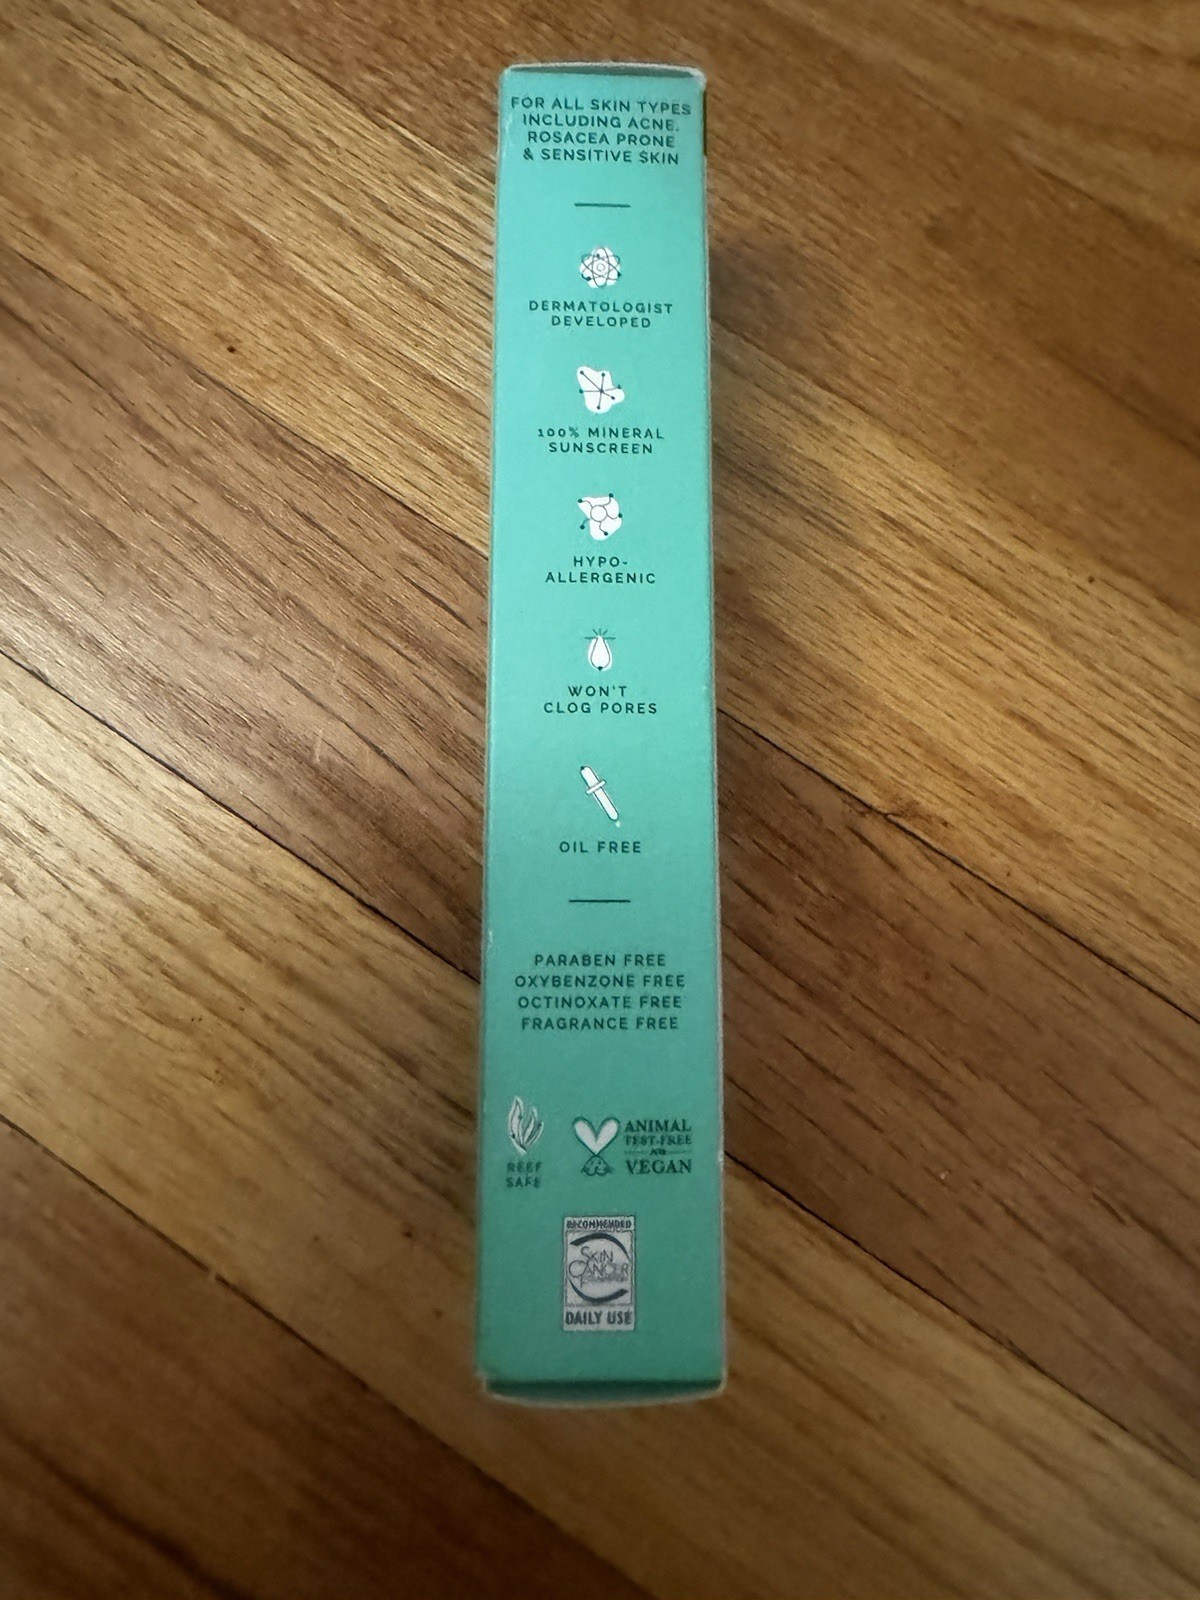 FOR ALL SKIN TYPES
INCLUDING ACNE,
ROSACEA PRONE
& SENSITIVE SKIN
DERMATOLOGIST
DEVELOPED
100% MINERAL
SUNSCREEN
HYPO-
ALLERGENIC
WON'T
CLOG PORES
OIL FREE
PARABEN FREE
OXYBENZONE FREE
OCTINOXATE FREE
FRAGRANCE FREE
REEF
SAFE
ANIMAL
TEST-FREE
AND
VEGAN
RECOMMENDED
SKIN
CANCER
FOUNDATION
DAILY USE